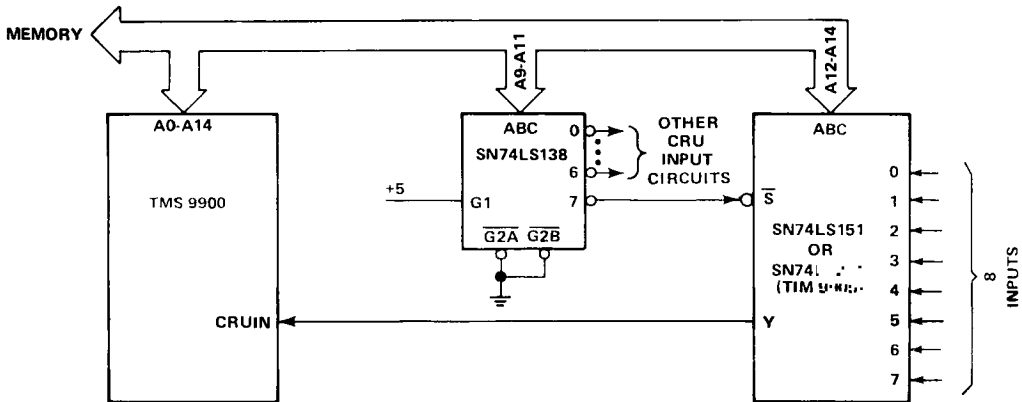 MEMORY
A9-A11
A12-A14
A0-A14
TMS 9900
CRUIN
ABC
SN74LS138
0
6
7
+5
G1
G2A G2B
OTHER
CRU
INPUT
CIRCUITS
ABC
S
SN74LS151
OR
(TIM
Y
0
1
2
3
4
5
6
7
8
INPUTS